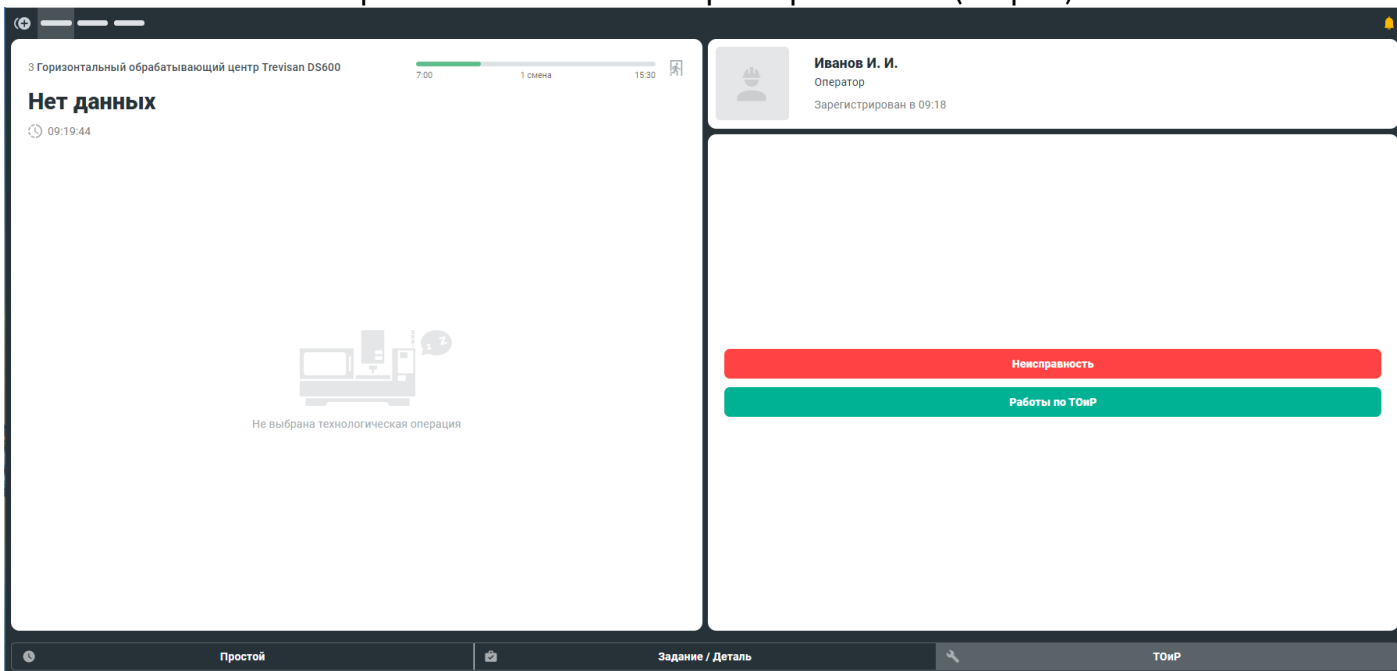 3 Горизонтальный обрабатывающий центр Trevisan DS600
7:00 1 смена 15:30
Нет данных
09:19:44
z z
Не выбрана технологическая операция
Иванов И. И.
Оператор
Зарегистрирован в 09:18
Неисправность
Работы по ТОиР
Простой
Задание / Деталь
ТОиР